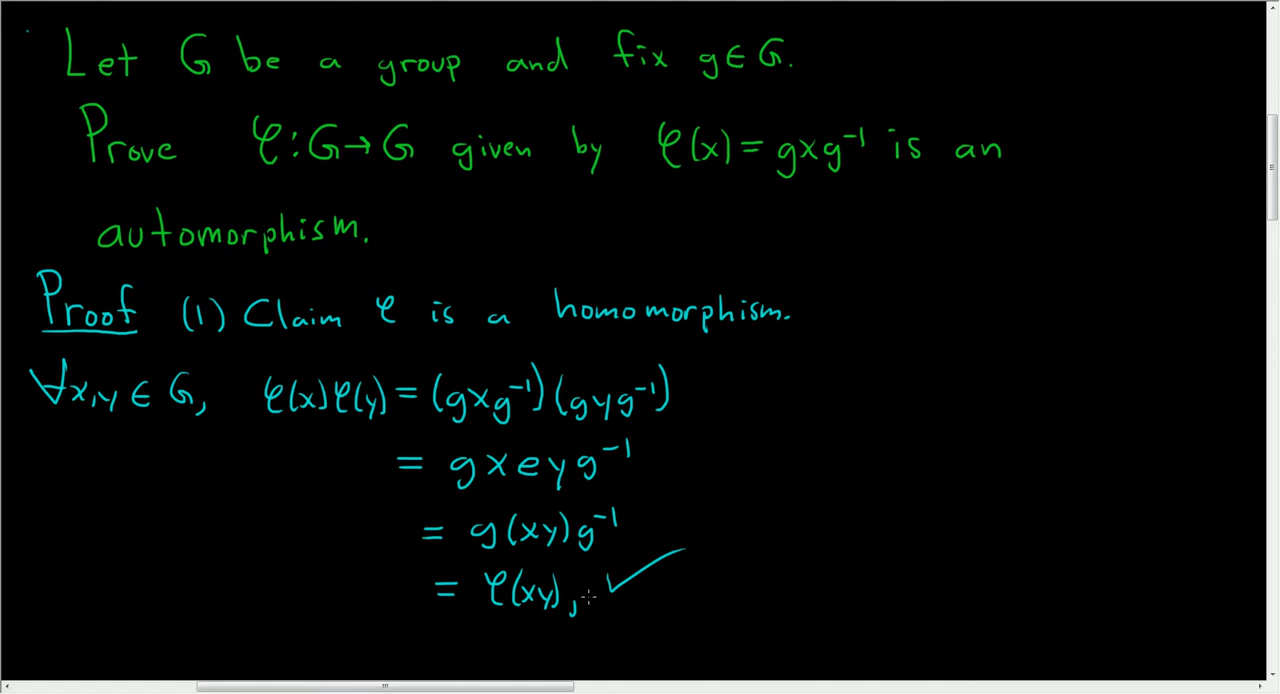 Let G be a group and fix g ∈ G.
Prove φ: G → G given by φ(x) = gxg⁻¹ is an
automorphism.
Proof (1) Claim φ is a homomorphism.
∀x,y ∈ G, φ(x)φ(y) = (gxg⁻¹)(gyg⁻¹)
= gxeyg⁻¹
= g(xy)g⁻¹
= φ(xy), ✓